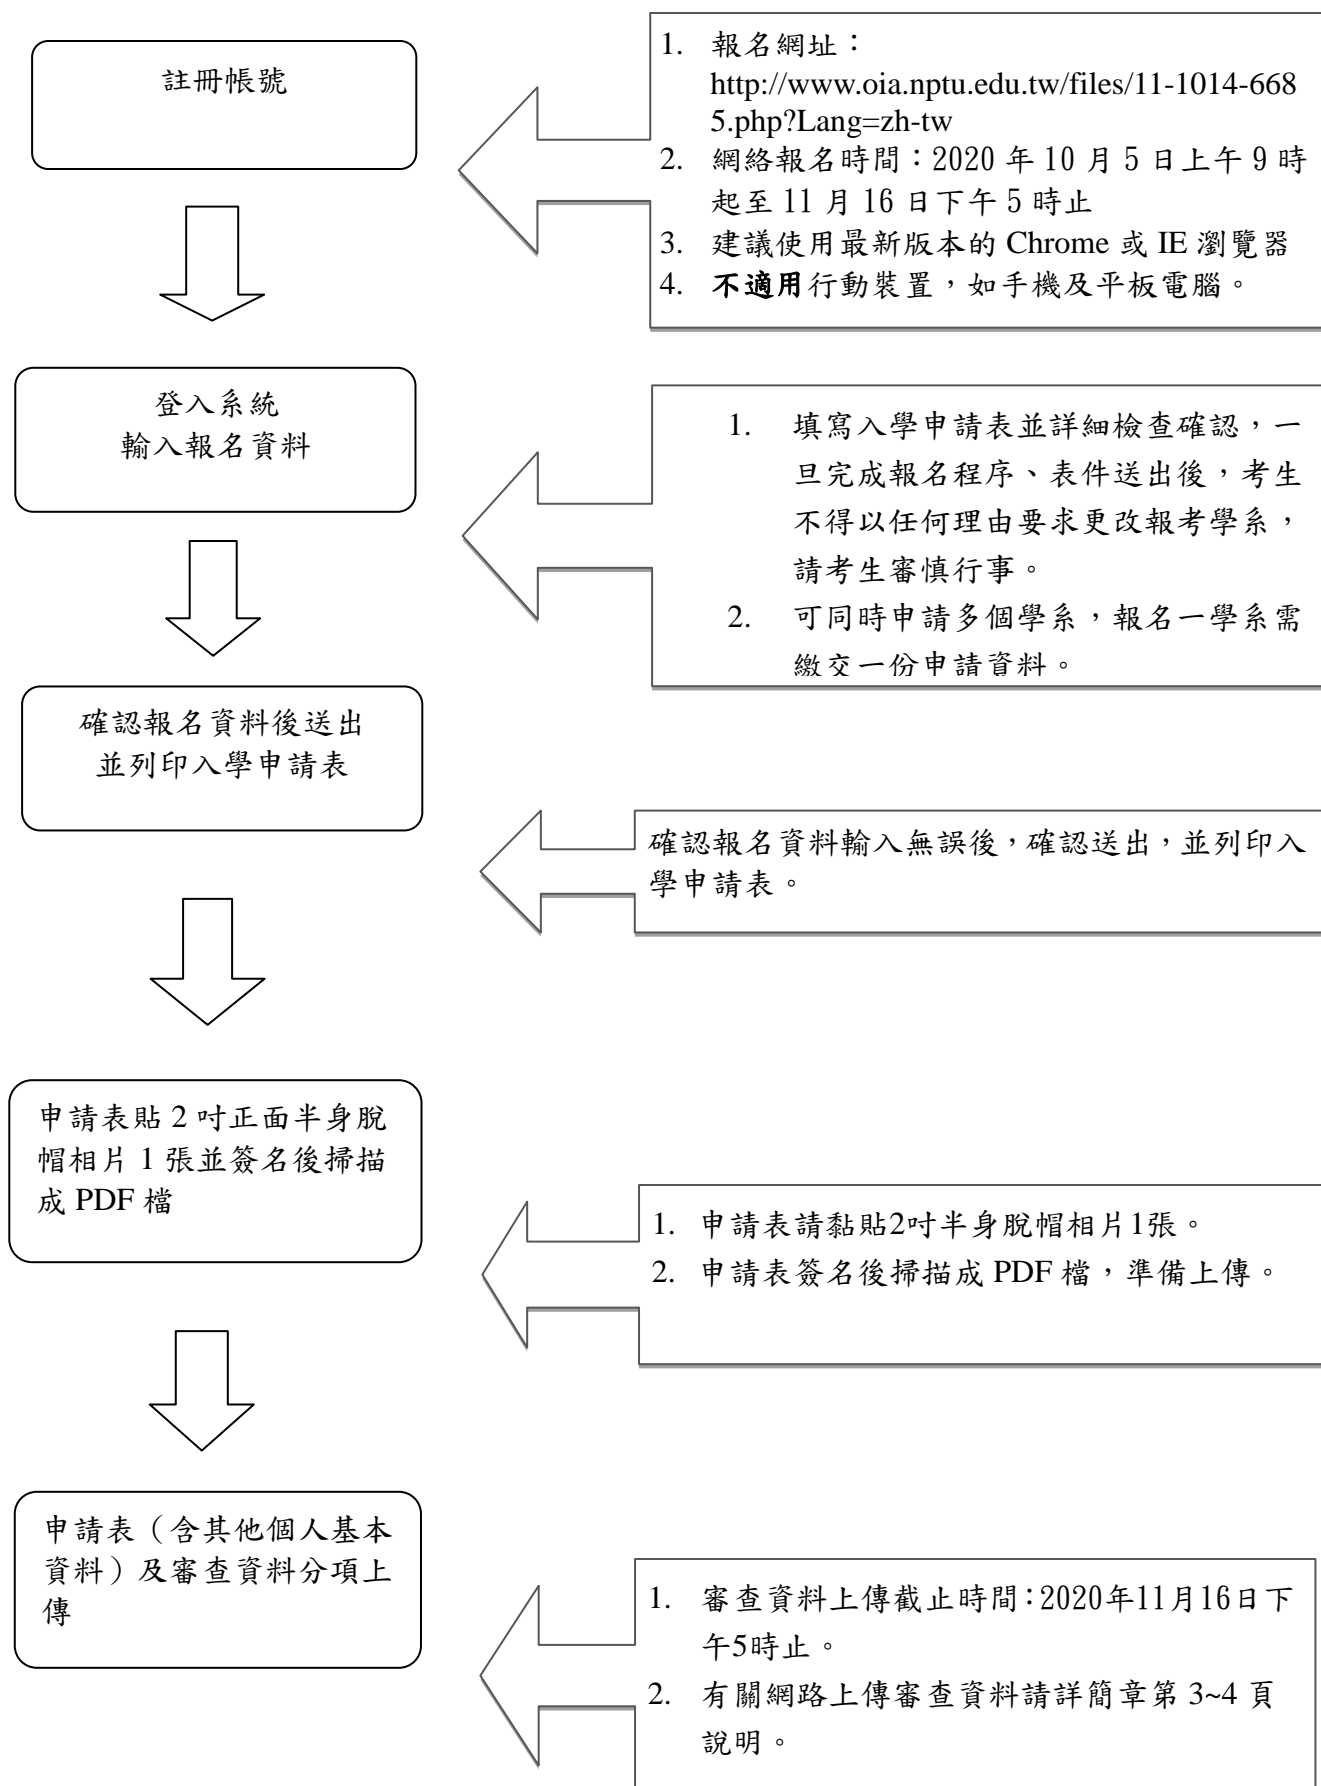 註冊帳號
1. 報名網址：
http://www.oia.nptu.edu.tw/files/11-1014-668
5.php?Lang=zh-tw
2. 網絡報名時間：2020 年 10 月 5 日上午 9 時
起至 11 月 16 日下午 5 時止
3. 建議使用最新版本的 Chrome 或 IE 瀏覽器
4. 不適用行動裝置，如手機及平板電腦。
登入系統
輸入報名資料
1. 填寫入學申請表並詳細檢查確認，一
旦完成報名程序、表件送出後，考生
不得以任何理由要求更改報考學系，
請考生審慎行事。
2. 可同時申請多個學系，報名一學系需
繳交一份申請資料。
確認報名資料後送出
並列印入學申請表
確認報名資料輸入無誤後，確認送出，並列印入
學申請表。
申請表貼 2 吋正面半身脫
帽相片 1 張並簽名後掃描
成 PDF 檔
1. 申請表請黏貼2吋半身脫帽相片1張。
2. 申請表簽名後掃描成 PDF 檔，準備上傳。
申請表（含其他個人基本
資料）及審查資料分項上
傳
1. 審查資料上傳截止時間：2020年11月16日下
午5時止。
2. 有關網路上傳審查資料請詳簡章第 3~4 頁
說明。